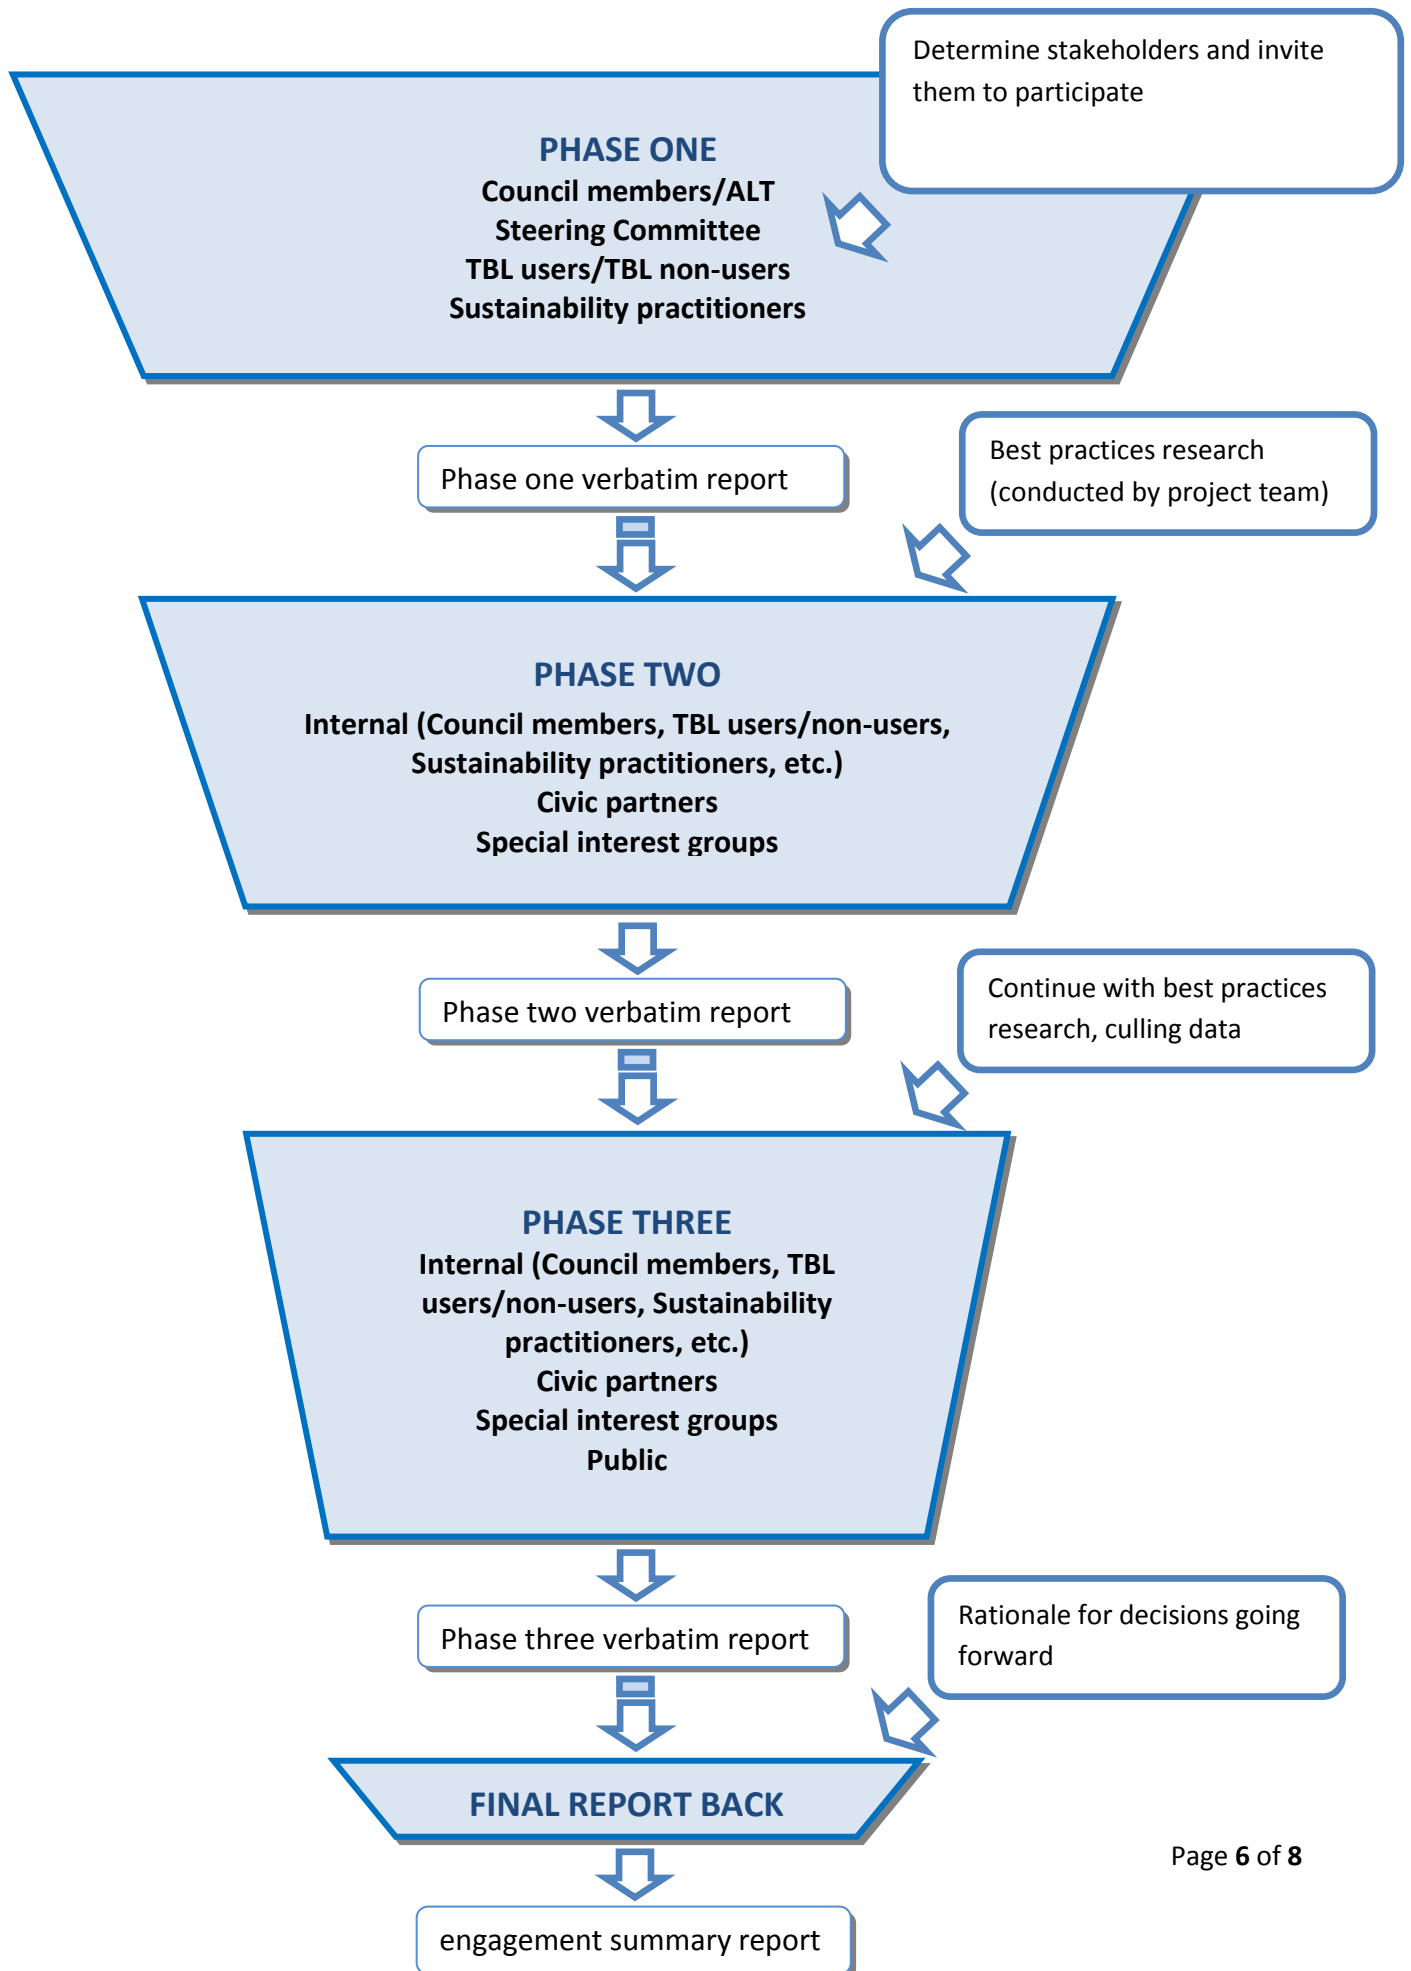 Determine stakeholders and invite
them to participate
PHASE ONE
Council members/ALT
Steering Committee
TBL users/TBL non-users
Sustainability practitioners
Phase one verbatim report
Best practices research
(conducted by project team)
PHASE TWO
Internal (Council members, TBL users/non-users,
Sustainability practitioners, etc.)
Civic partners
Special interest groups
Phase two verbatim report
Continue with best practices
research, culling data
PHASE THREE
Internal (Council members, TBL
users/non-users, Sustainability
practitioners, etc.)
Civic partners
Special interest groups
Public
Phase three verbatim report
Rationale for decisions going
forward
FINAL REPORT BACK
Page 6 of 8
engagement summary report